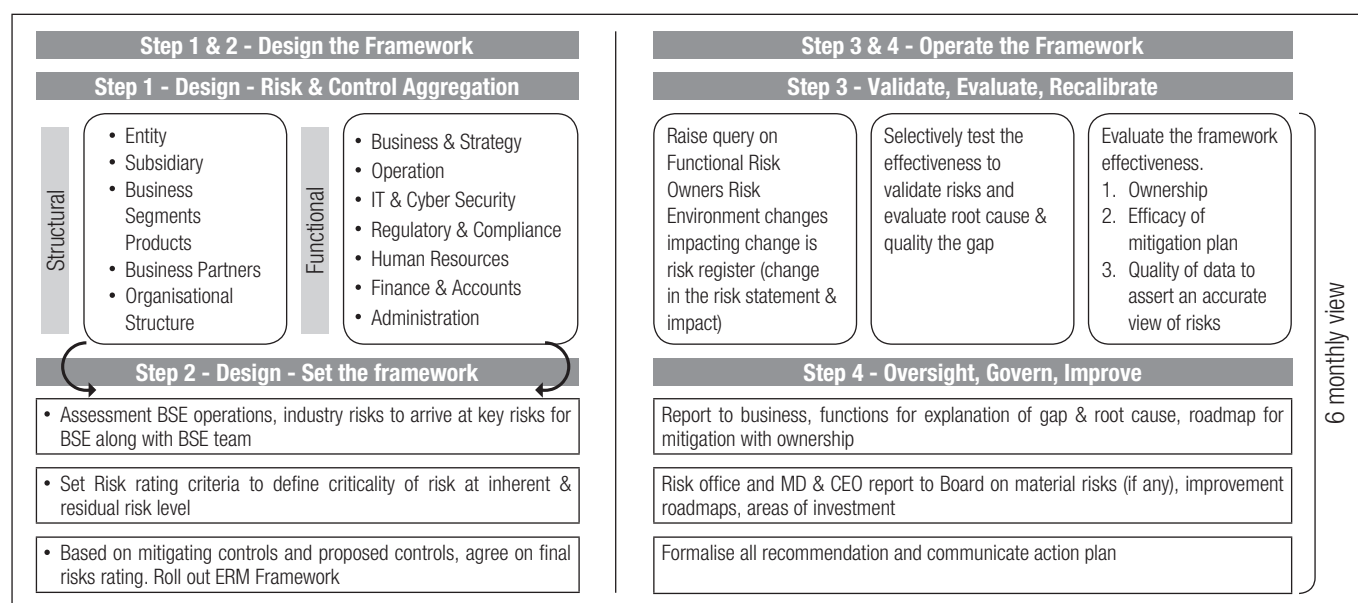 Step 1 & 2 - Design the Framework
Step 1 - Design - Risk & Control Aggregation
Structural
• Entity
• Subsidiary
• Business
Segments
Products
• Business Partners
• Organisational
Structure
Functional
• Business & Strategy
• Operation
• IT & Cyber Security
• Regulatory & Compliance
• Human Resources
• Finance & Accounts
• Administration
Step 2 - Design - Set the framework
• Assessment BSE operations, industry risks to arrive at key risks for
BSE along with BSE team
• Set Risk rating criteria to define criticality of risk at inherent &
residual risk level
• Based on mitigating controls and proposed controls, agree on final
risks rating. Roll out ERM Framework
Step 3 & 4 - Operate the Framework
Step 3 - Validate, Evaluate, Recalibrate
Raise query on
Functional Risk
Owners Risk
Environment changes
impacting change is
risk register (change
in the risk statement &
impact)
Selectively test the
effectiveness to
validate risks and
evaluate root cause &
quality the gap
Evaluate the framework
effectiveness.
1. Ownership
2. Efficacy of
mitigation plan
3. Quality of data to
assert an accurate
view of risks
Step 4 - Oversight, Govern, Improve
Report to business, functions for explanation of gap & root cause, roadmap for
mitigation with ownership
Risk office and MD & CEO report to Board on material risks (if any), improvement
roadmaps, areas of investment
Formalise all recommendation and communicate action plan
6 monthly view